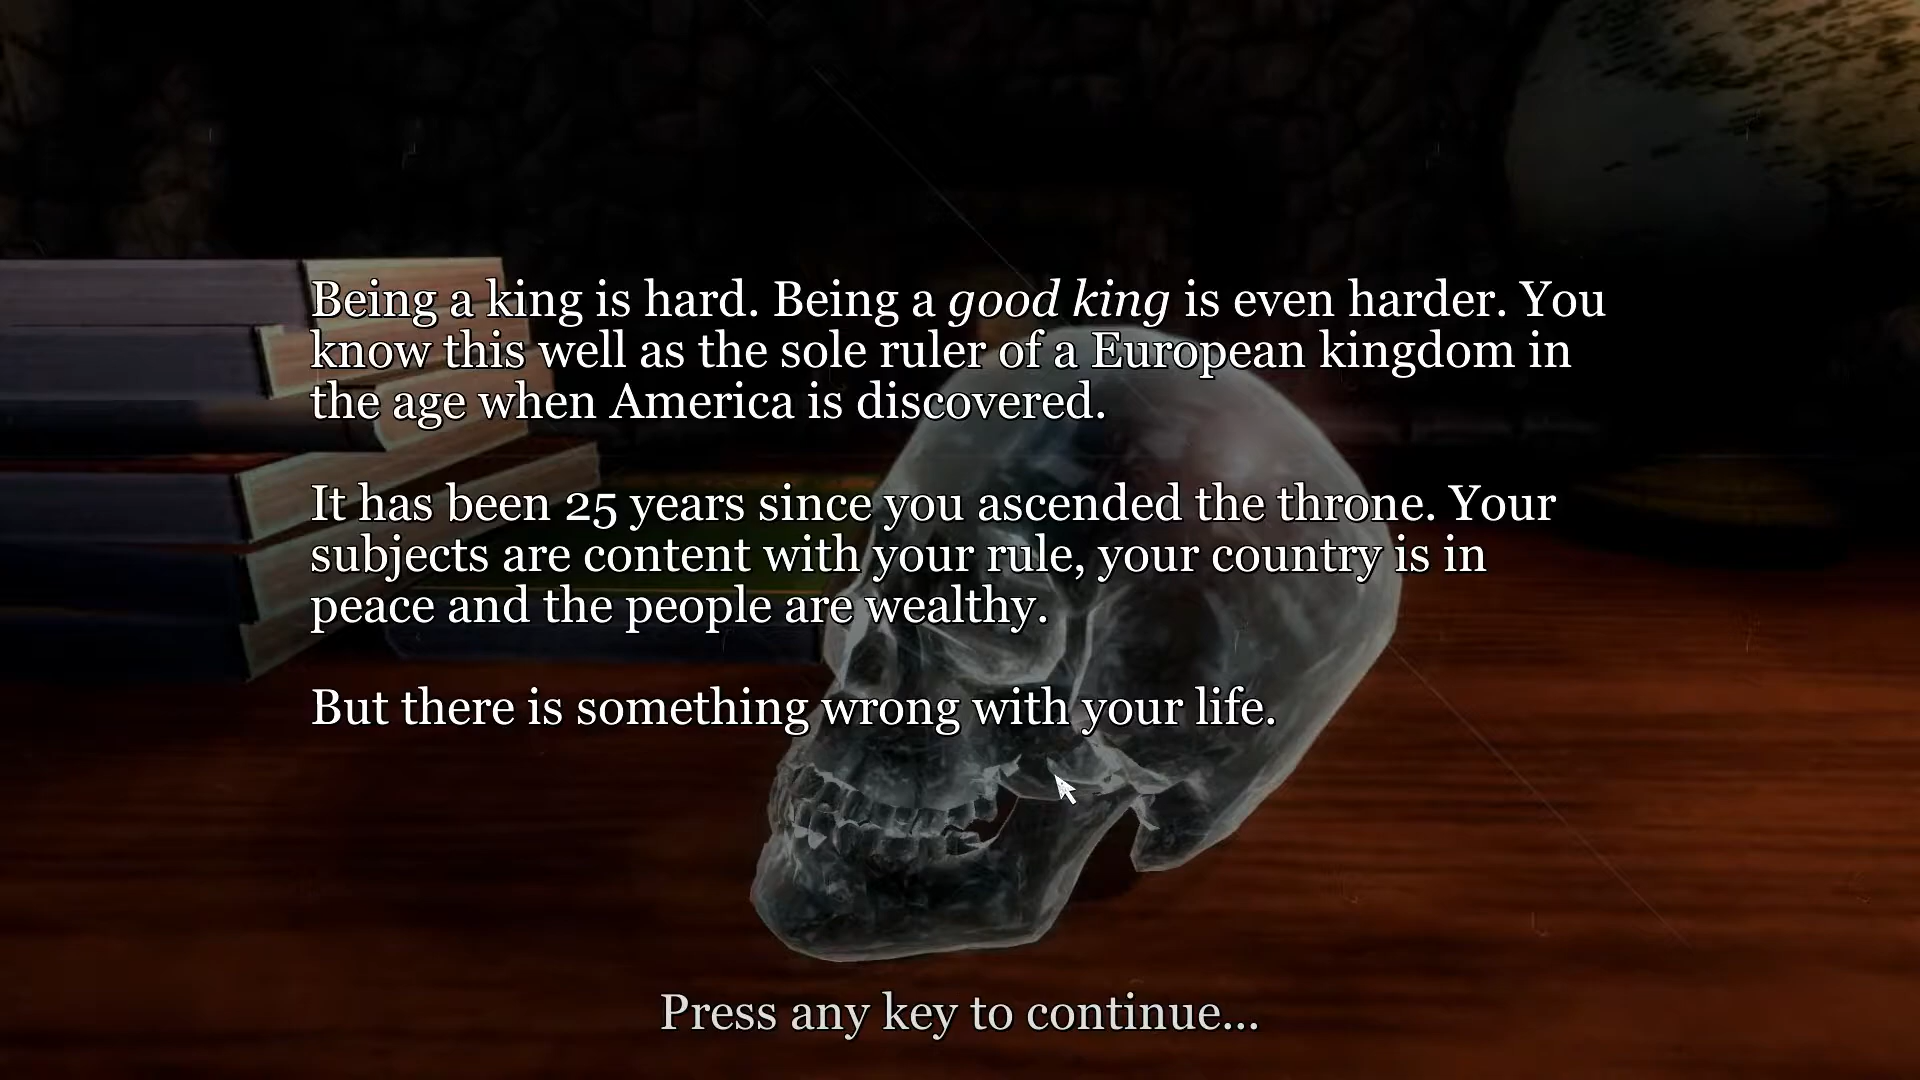 Being a king is hard. Being a good king is even harder. You
know this well as the sole ruler of a European kingdom in
the age when America is discovered.
It has been 25 years since you ascended the throne. Your
subjects are content with your rule, your country is in
peace and the people are wealthy.
But there is something wrong with your life.
Press any key to continue...